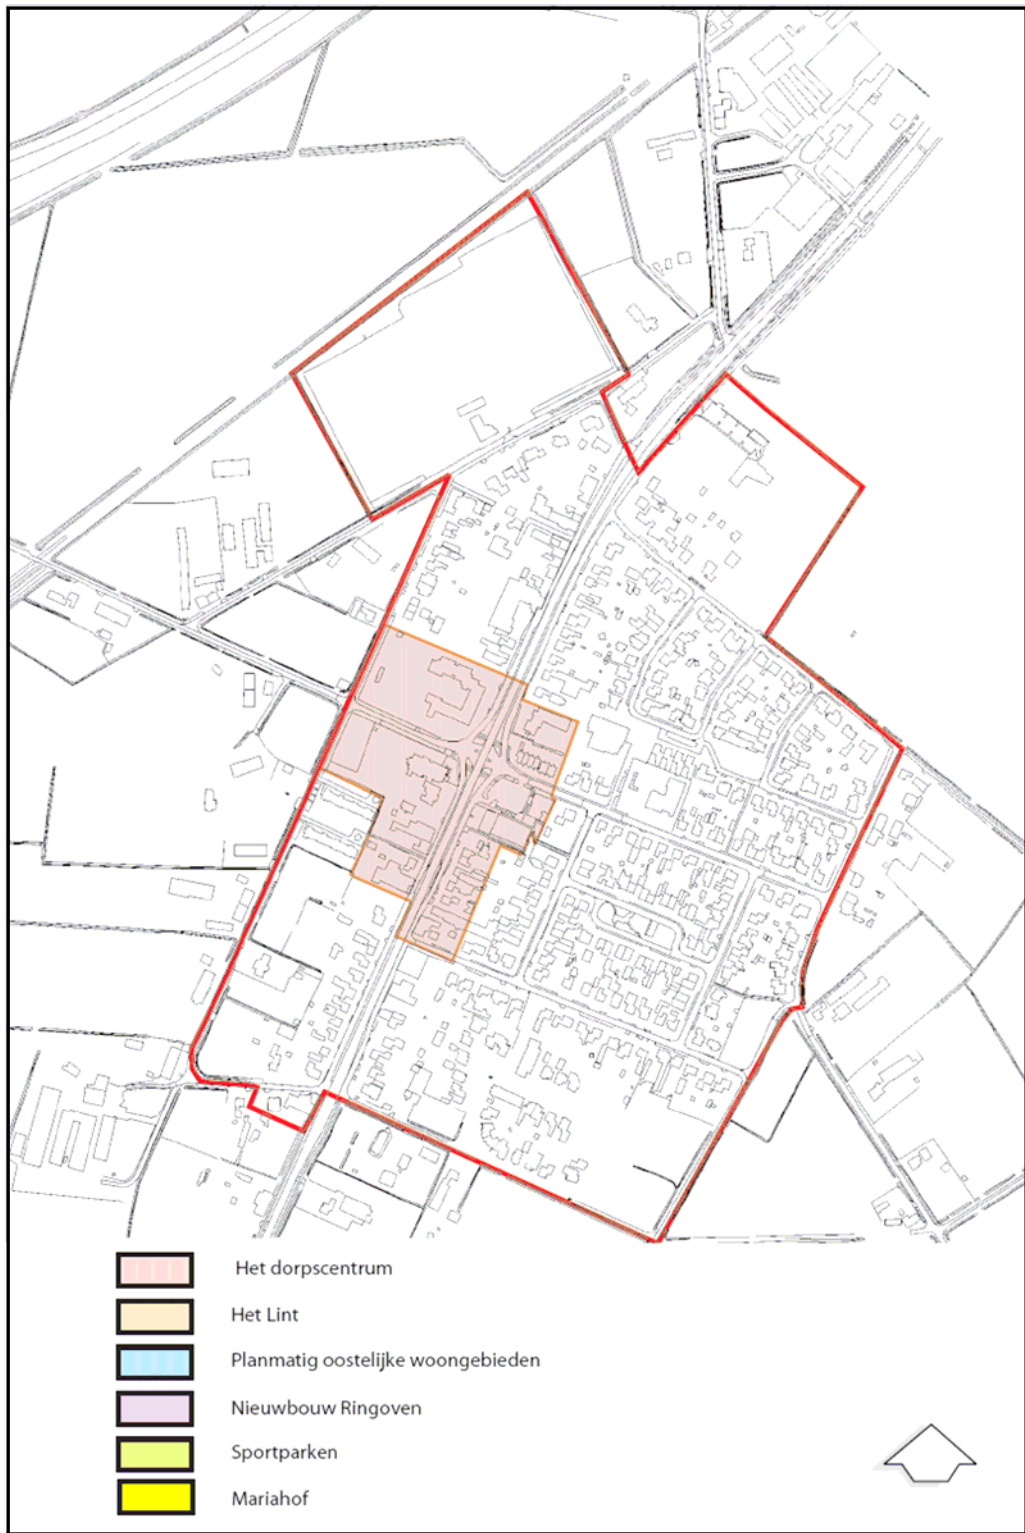 Het dorpscentrum
Het Lint
Planmatig oostelijke woongebieden
Nieuwbouw Ringoven
Sportparken
Mariahof